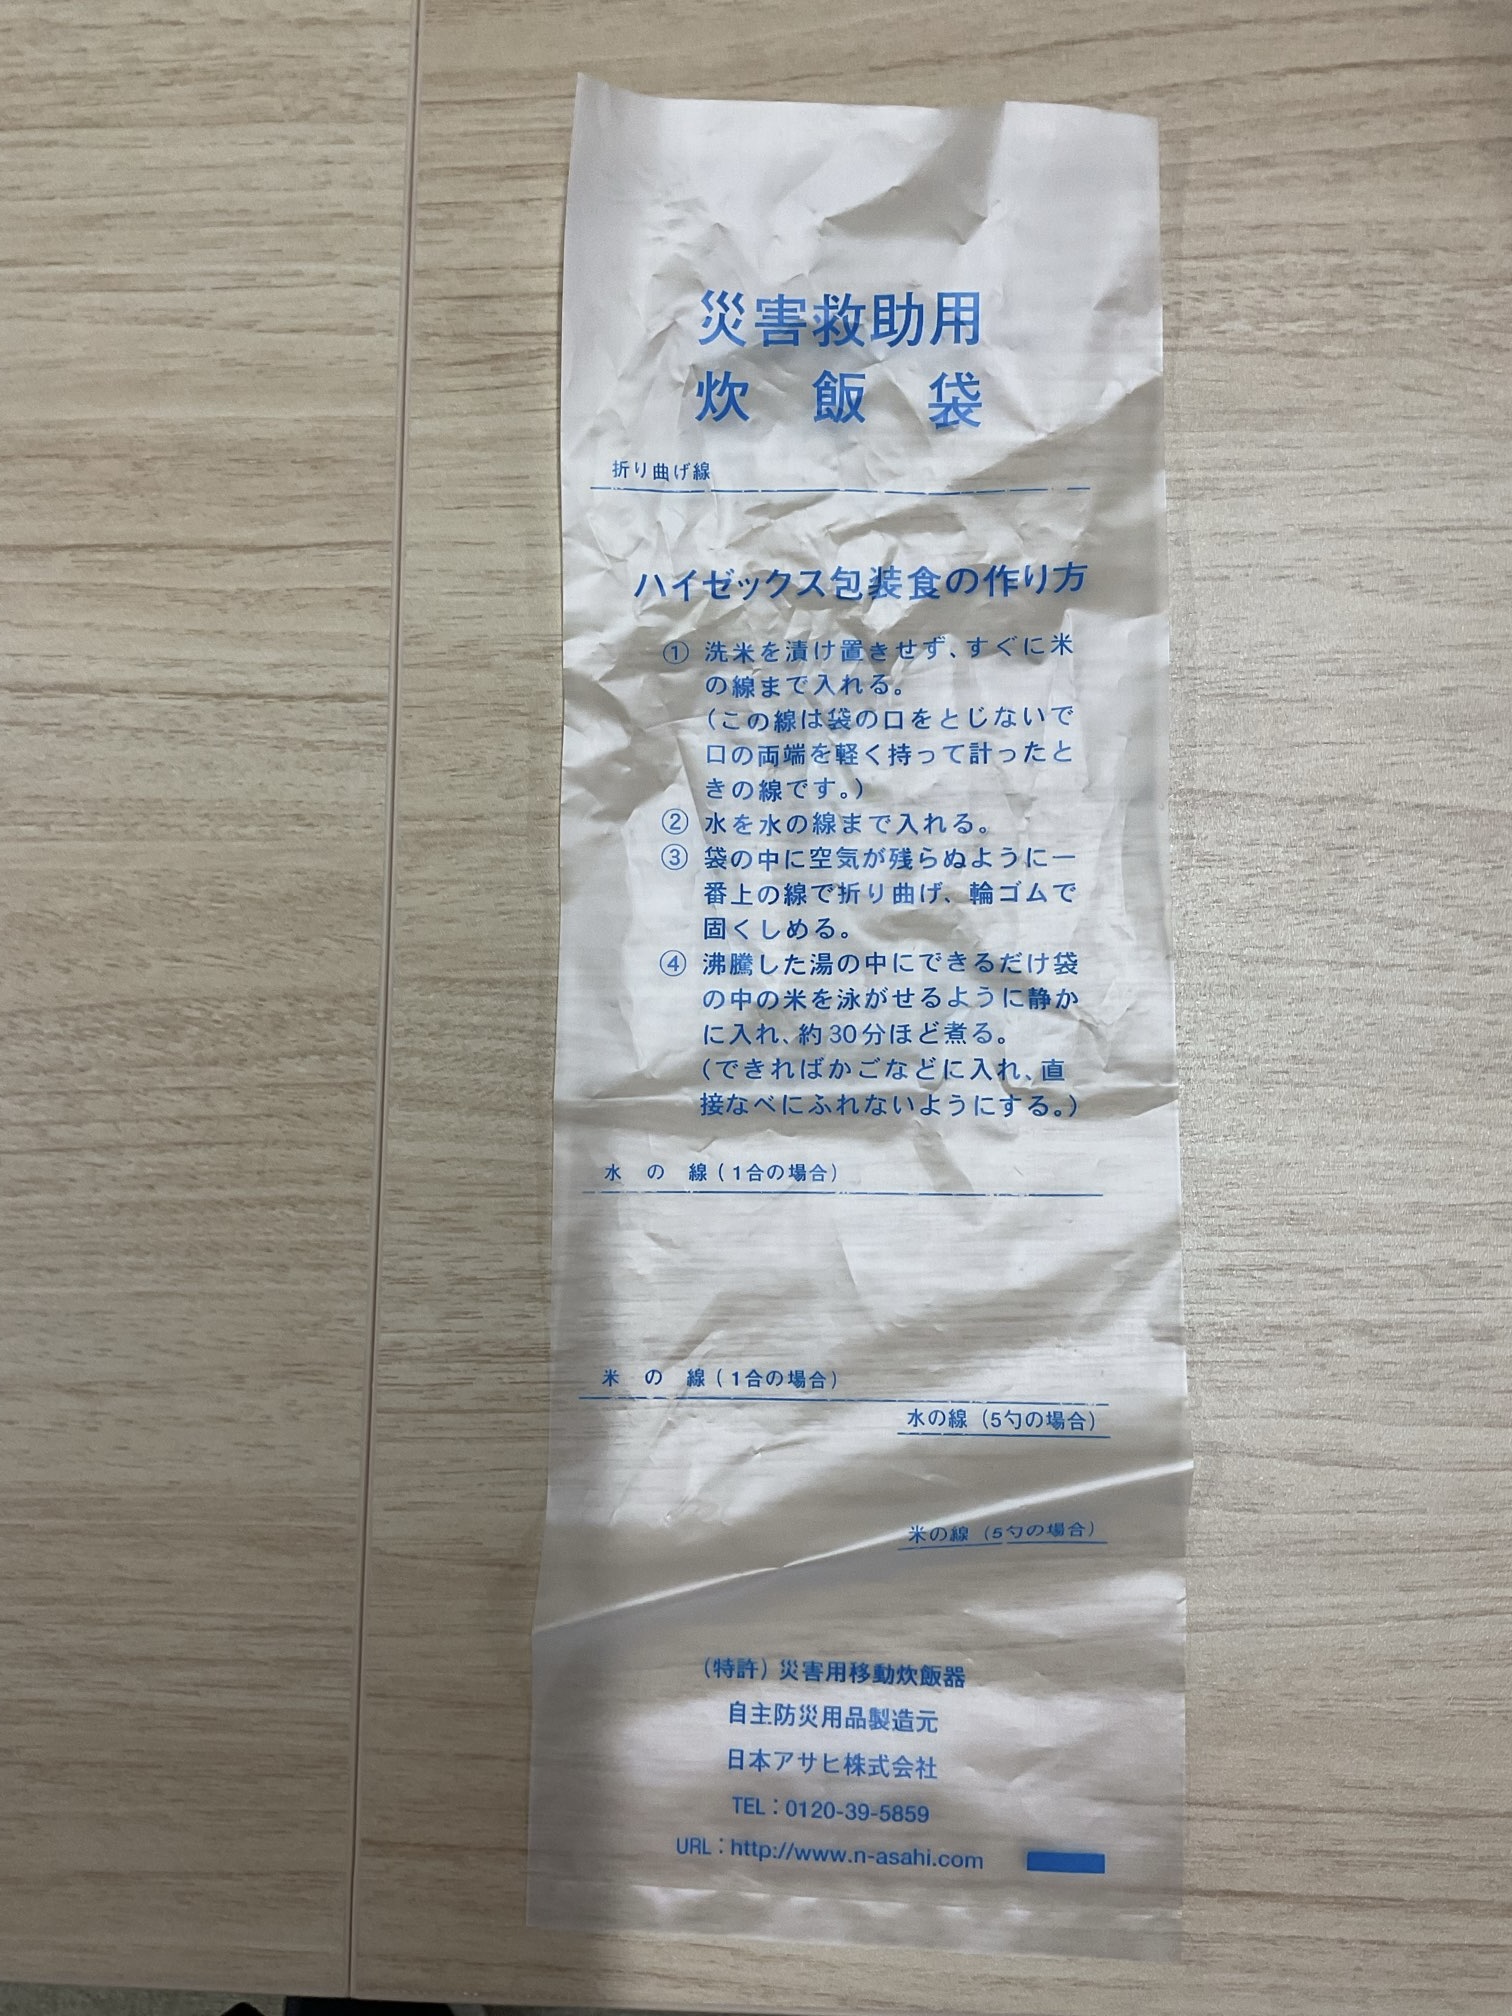 災害救助用
炊飯袋
折り曲げ線
ハイゼックス包装食の作り方
① 洗米を漬け置きせず、すぐに米
の線まで入れる。
(この線は袋の口をとじないで
口の両端を軽く持って計ったと
きの線です。)
② 水を水の線まで入れる。
③ 袋の中に空気が残らぬように一
番上の線で折り曲げ、輪ゴムで
固くしめる。
④ 沸騰した湯の中にできるだけ袋
の中の米を泳がせるように静か
に入れ、約30分ほど煮る。
(できればかごなどに入れ、直
接なべにふれないようにする。)
水の線(1合の場合)
米の線(1合の場合)
水の線(5勺の場合)
米の線(5勺の場合)
(特許)災害用移動炊飯器
自主防災用品製造元
日本アサヒ株式会社
TEL:0120-39-5859
URL:http://www.n-asahi.com